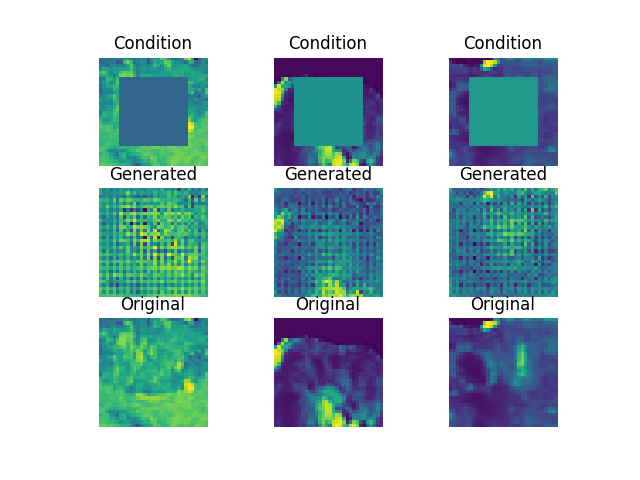 Condition Condition Condition
Generated Generated Generated
Original Original Original